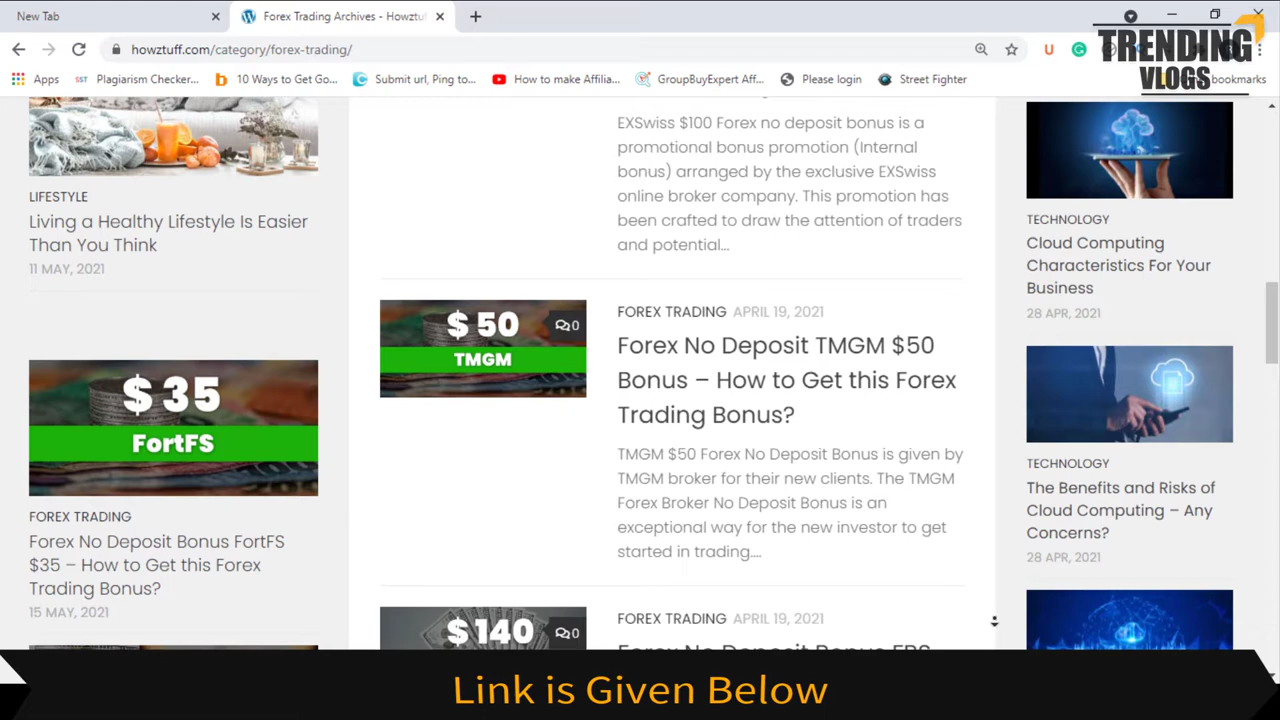 New Tab
Forex Trading Archives - Howztuf
howztuff.com/category/forex-trading/
TRENDING
VLOGS
Apps
Plagiarism Checker...
10 Ways to Get Go...
Submit url, Ping to...
How to make Affilia...
GroupBuyExpert Aff...
Please login
Street Fighter
bookmarks
LIFESTYLE
Living a Healthy Lifestyle Is Easier
Than You Think
11 MAY, 2021
$ 35
FortFS
FOREX TRADING
Forex No Deposit Bonus FortFS
$35 – How to Get this Forex
Trading Bonus?
15 MAY, 2021
EXSwiss $100 Forex no deposit bonus is a
promotional bonus promotion (Internal
bonus) arranged by the exclusive EXSwiss
online broker company. This promotion has
been crafted to draw the attention of traders
and potential...
$ 50
0
TMGM
FOREX TRADING APRIL 19, 2021
Forex No Deposit TMGM $50
Bonus – How to Get this Forex
Trading Bonus?
TMGM $50 Forex No Deposit Bonus is given by
TMGM broker for their new clients. The TMGM
Forex Broker No Deposit Bonus is an
exceptional way for the new investor to get
started in trading....
$ 140
0
FOREX TRADING APRIL 19, 2021
Forex No Deposit Bonus FBS
TECHNOLOGY
Cloud Computing
Characteristics For Your
Business
28 APR, 2021
TECHNOLOGY
The Benefits and Risks of
Cloud Computing – Any
Concerns?
28 APR, 2021
Link is Given Below